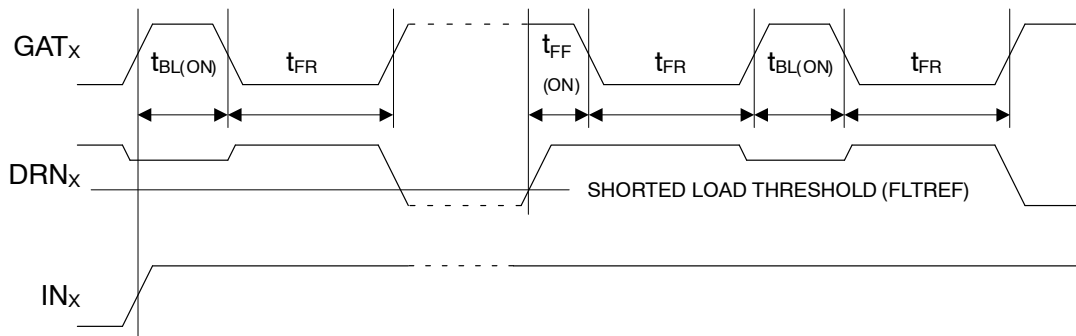 GATX
tBL(ON)
tFR
tFF
(ON)
tFR
tBL(ON)
tFR
DRNX
SHORTED LOAD THRESHOLD (FLTREF)
INX